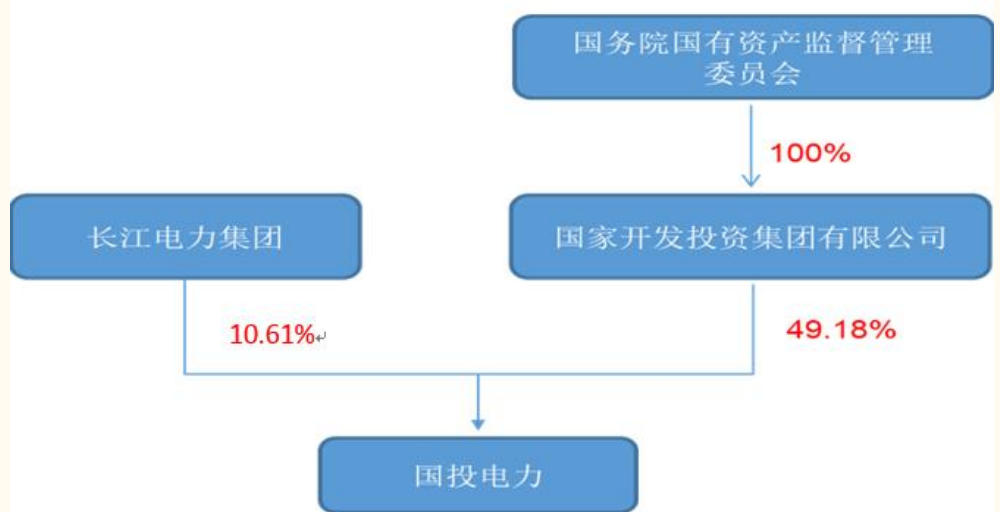 国务院国有资产监督管理
委员会
100%
长江电力集团
国家开发投资集团有限公司
10.61%↵
49.18%
国投电力